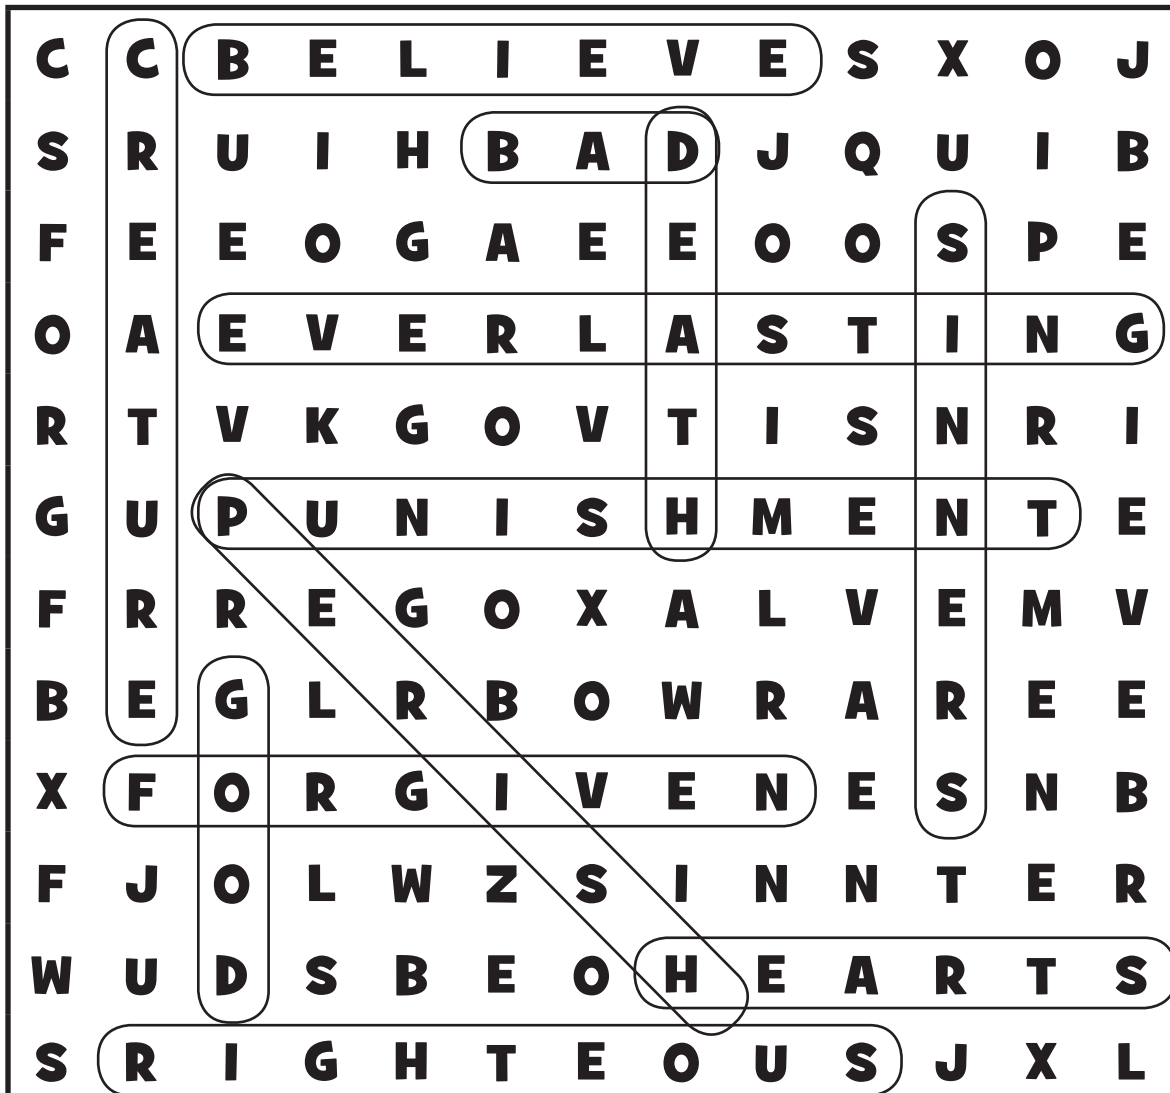 C C B E L I E V E S X O J
S R U I H B A D J Q U I B
F E E O G A E E O O S P E
O A E V E R L A S T I N G
R T V K G O V T I S N R I
G U P U N I S H M E N T E
F R R E G O X A L V E M V
B E G L R B O W R A R E E
X F O R G I V E N E S N B
F J O L W Z S I N N T E R
W U D S B E O H E A R T S
S R I G H T E O U S J X L